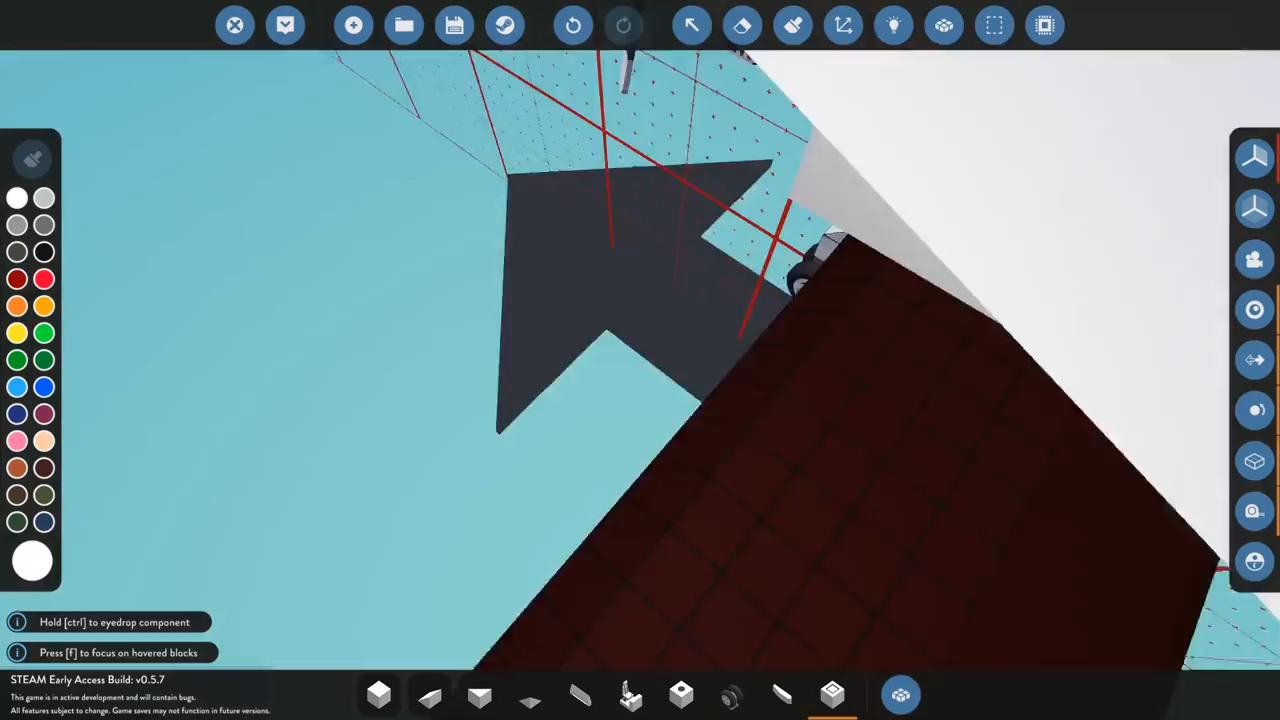 Hold [ctrl] to eyedrop component
Press [f] to focus on hovered blocks
STEAM Early Access Build: v0.5.7
This game is in active development and will contain bugs.
All features subject to change. Game saves may not function in future versions.